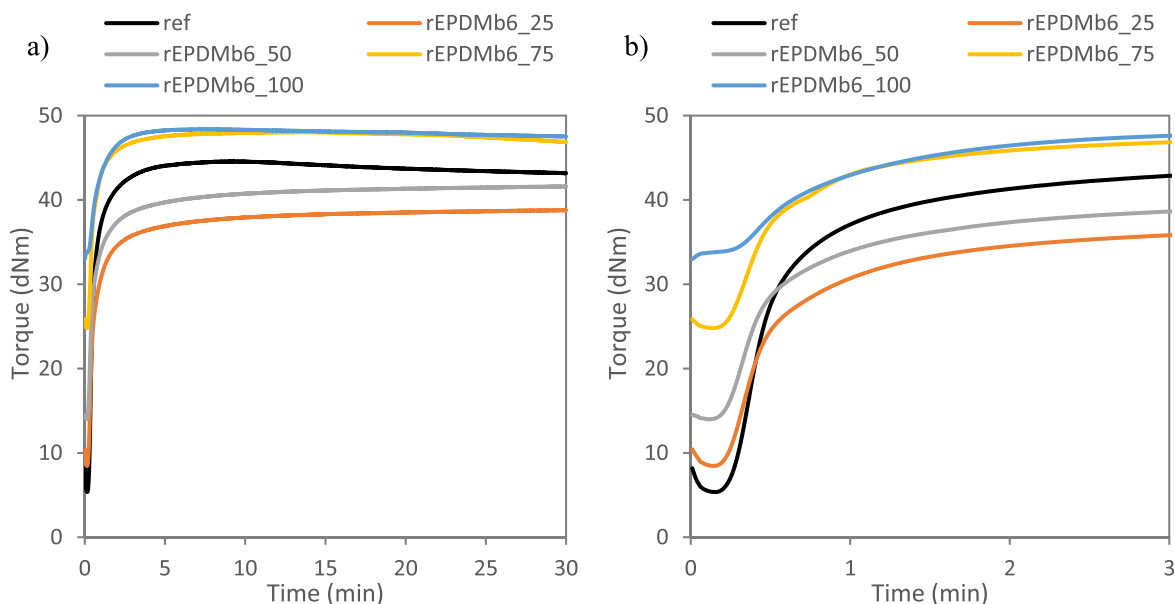 a)
ref
rEPDMb6_25
rEPDMb6_50
rEPDMb6_75
rEPDMb6_100
Torque (dNm)
50
40
30
20
10
0
0 5 10 15 20 25 30
Time (min)
b)
ref
rEPDMb6_25
rEPDMb6_50
rEPDMb6_75
rEPDMb6_100
Torque (dNm)
50
40
30
20
10
0
0 1 2 3
Time (min)